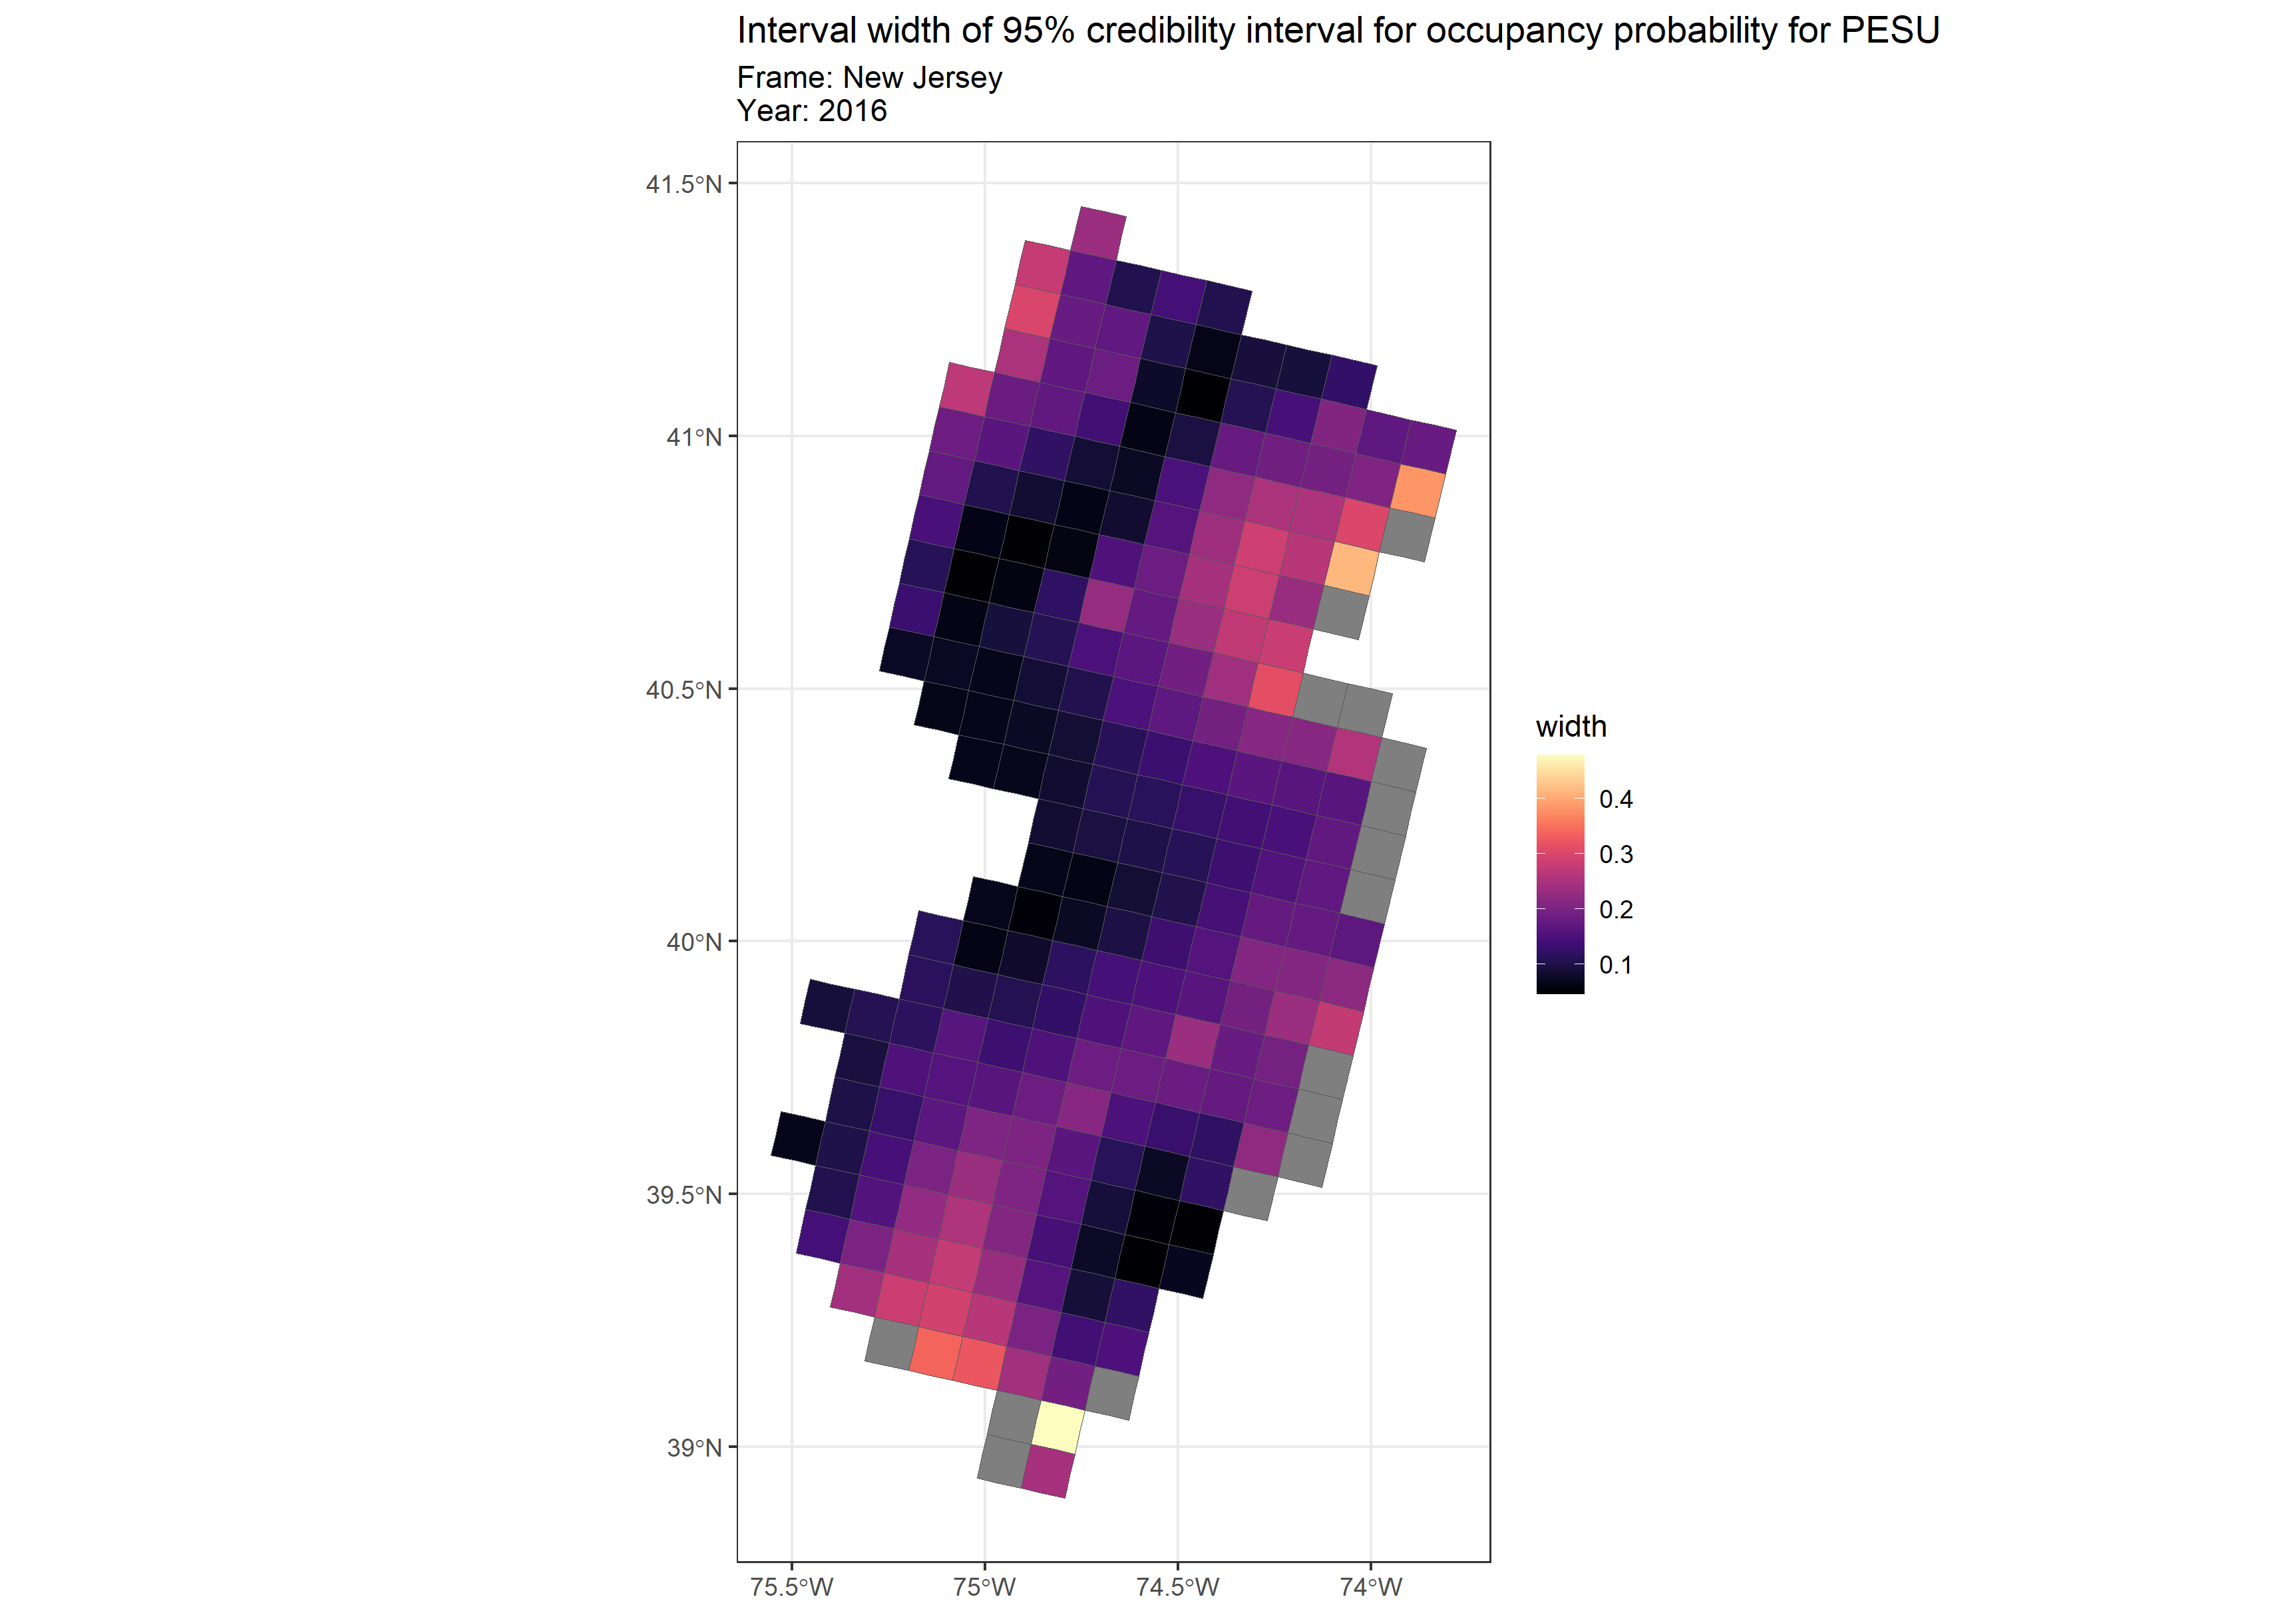 Interval width of 95% credibility interval for occupancy probability for PESU
Frame: New Jersey
Year: 2016
41.5°N
41°N
40.5°N
40°N
39.5°N
39°N
75.5°W
75°W
74.5°W
74°W
width
0.4
0.3
0.2
0.1